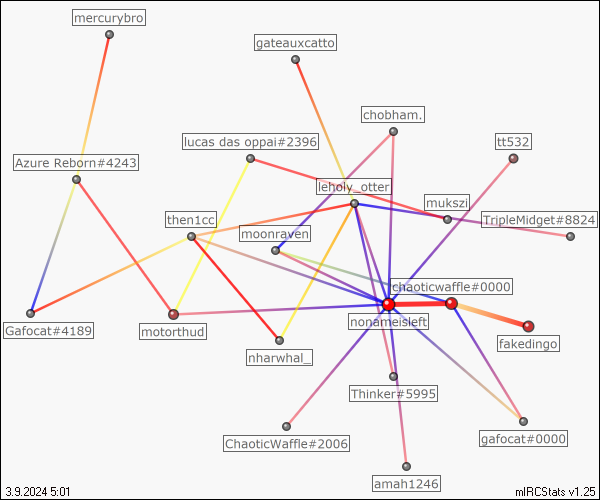 mercurybro
gateauxcatto
chobham.
lucas das oppai#2396
tt532
Azure Reborn#4243
leholy_otter
mukszi
then1cc
TripleMidget#8824
moonraven
chaoticwaffle#0000
Gafocat#4189
motorthud
nonameisleft
fakedingo
nharwhal_
Thinker#5995
ChaoticWaffle#2006
gafocat#0000
amah1246
3.9.2024 5:01
mIRCStats v1.25